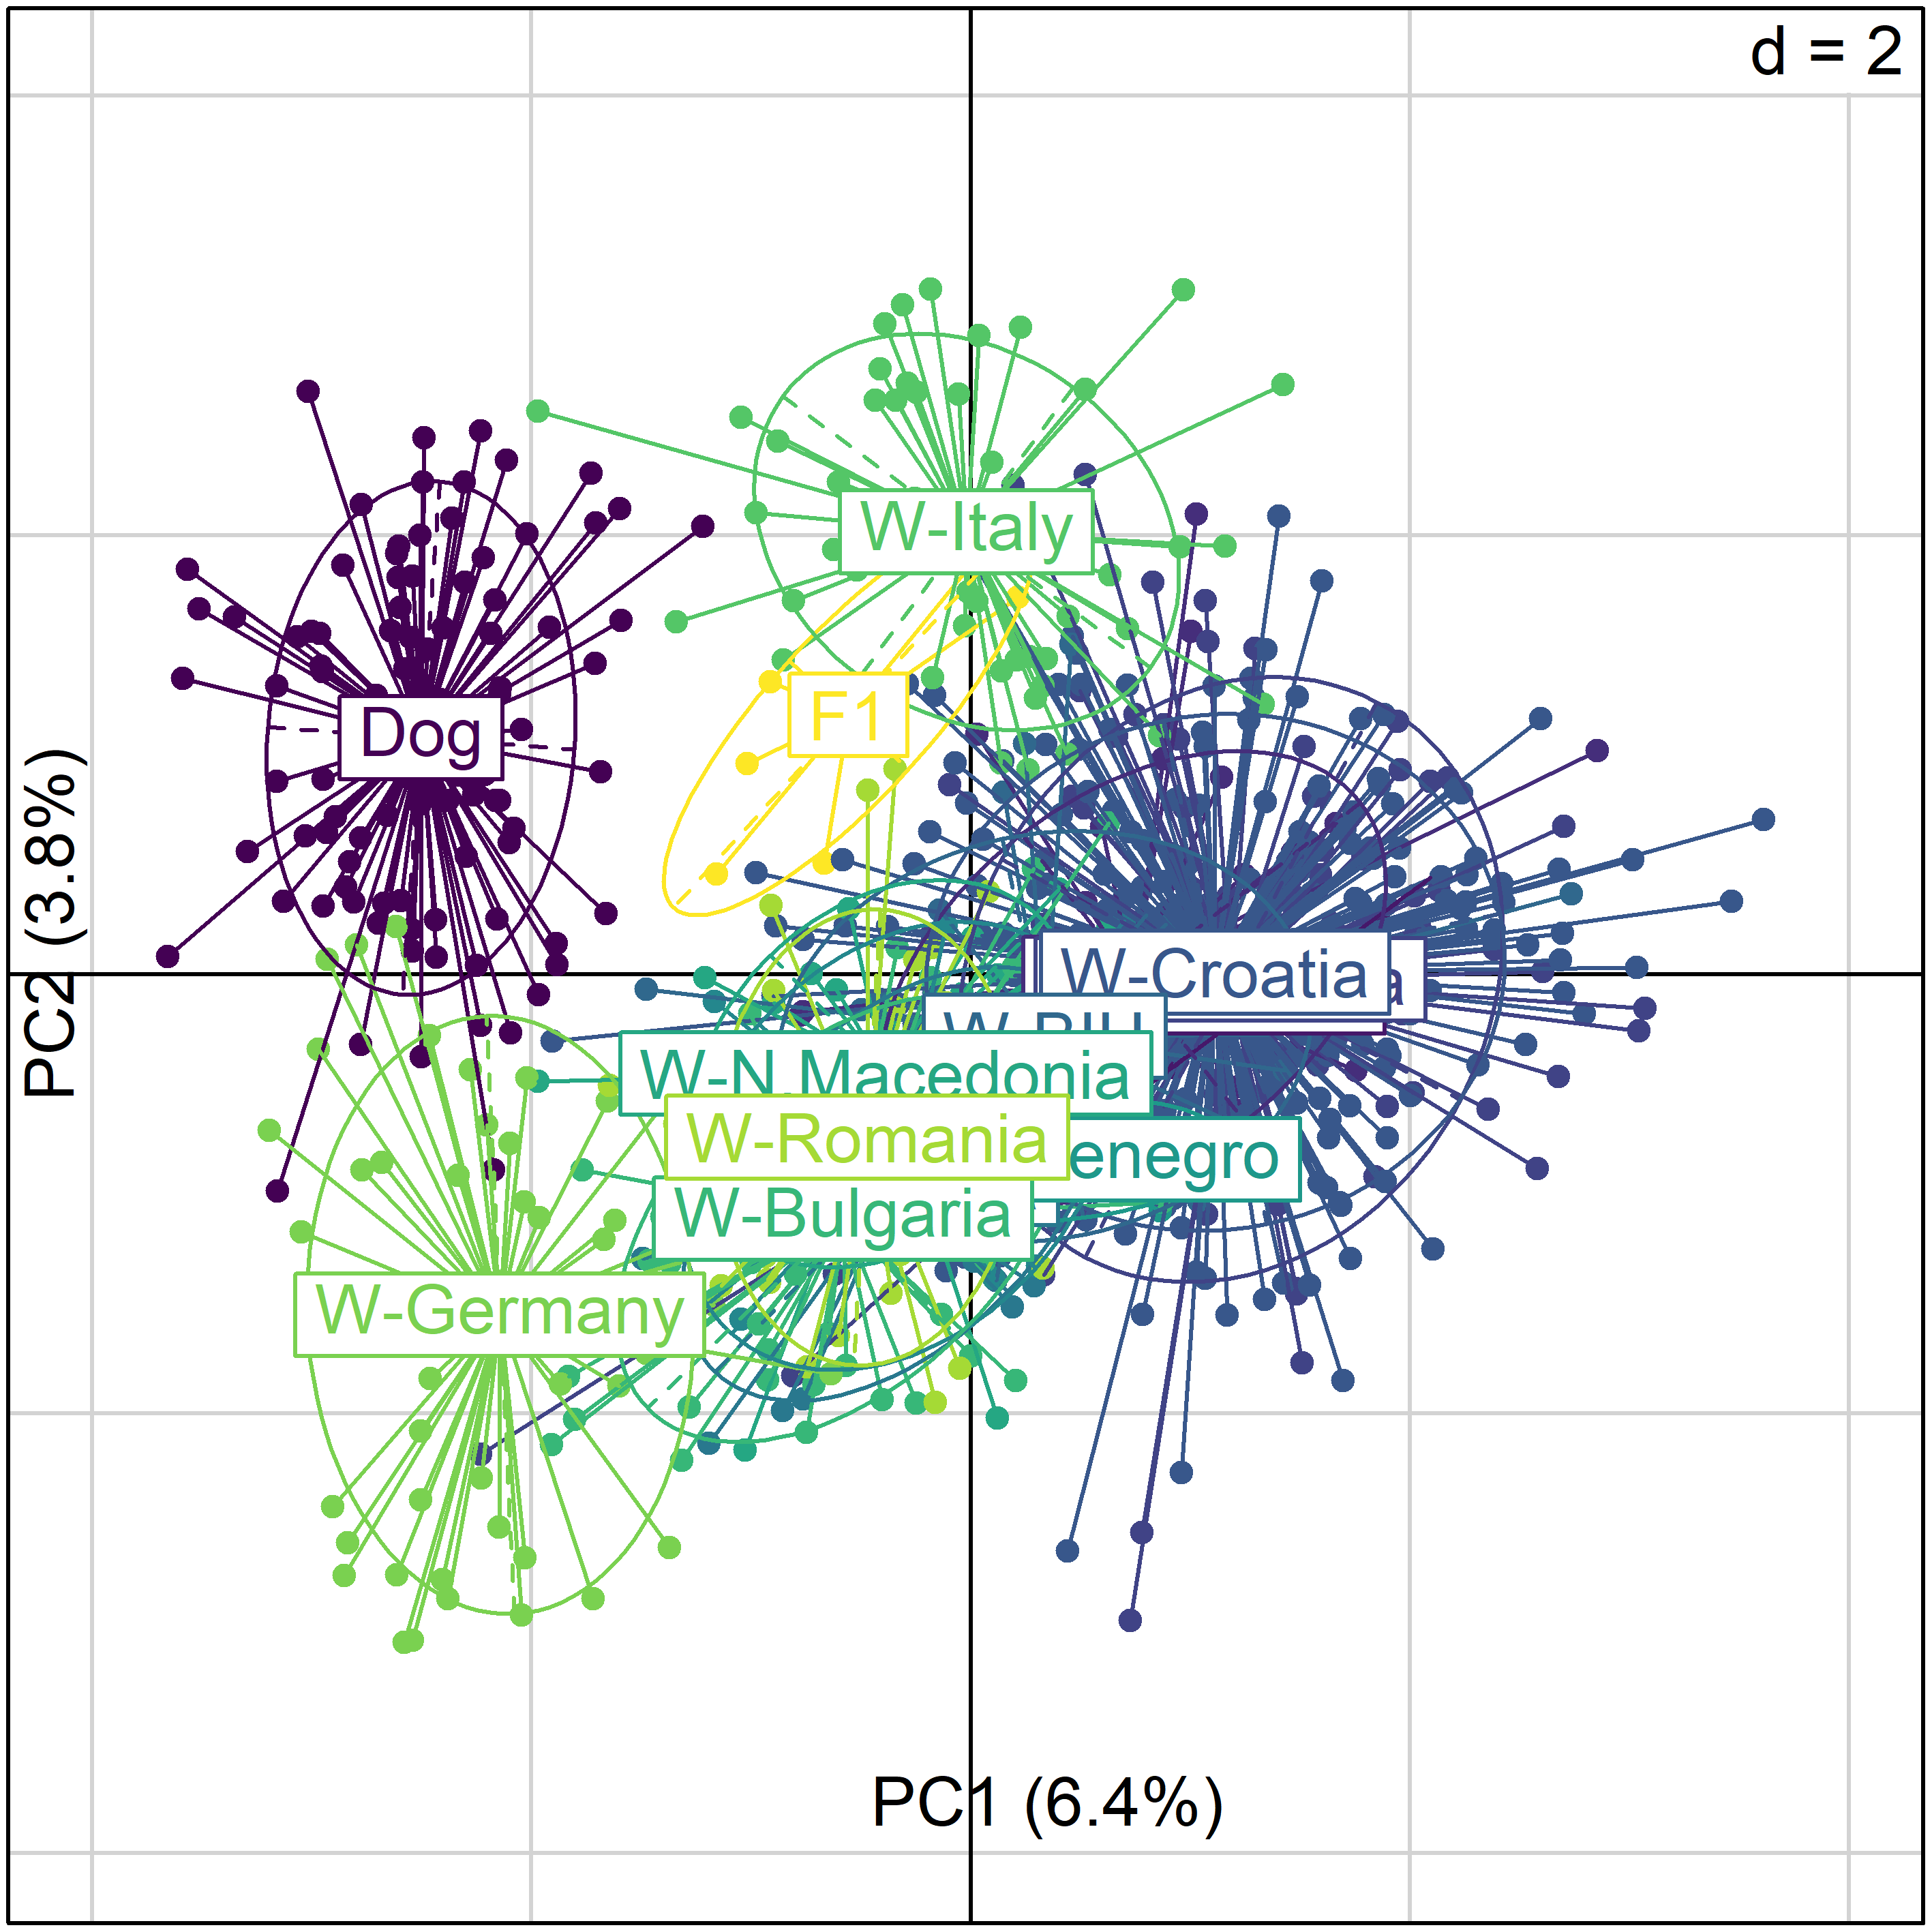 d = 2
W-Italy
F1
Dog
PC2 (3.8%)
W-Croatia
a
W-N.Macedonia
W-Romania
enegro
W-Bulgaria
W-Germany
PC1 (6.4%)